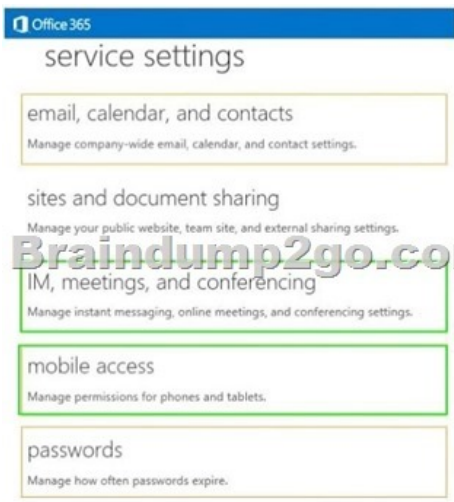 Office 365
service settings
email, calendar, and contacts
Manage company-wide email, calendar, and contact settings.
sites and document sharing
Manage your public website, team site, and external sharing settings.
Braindump2go.co
IM, meetings, and conferencing
Manage instant messaging, online meetings, and conferencing settings.
mobile access
Manage permissions for phones and tablets.
passwords
Manage how often passwords expire.